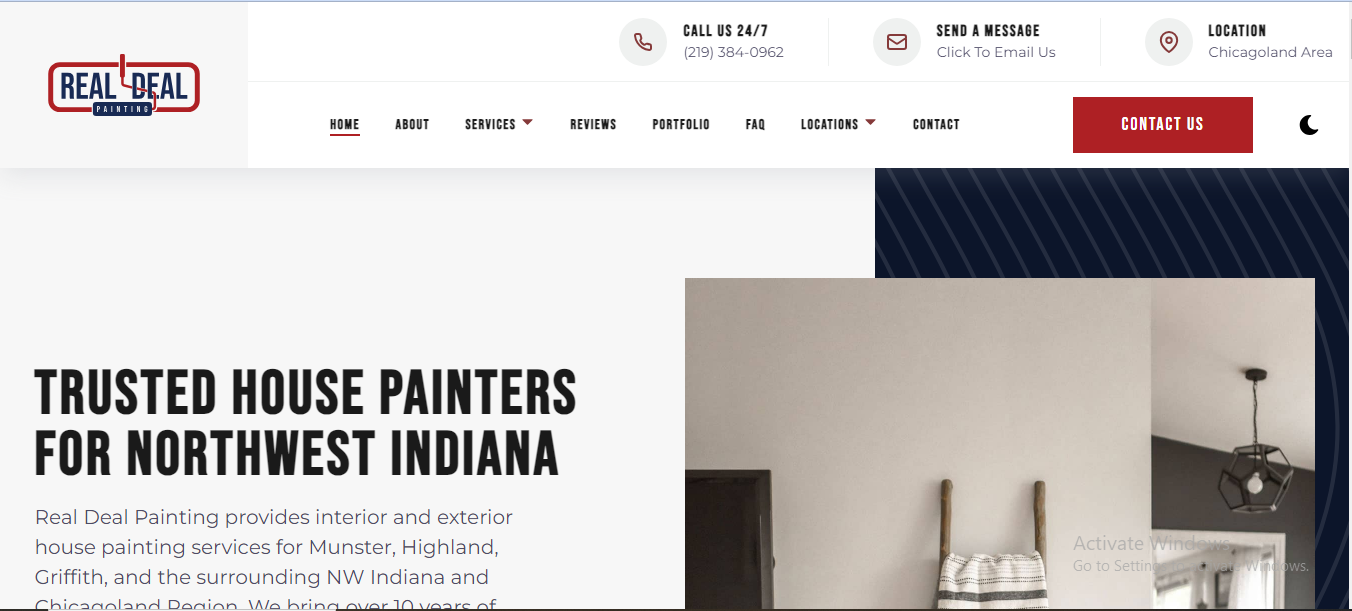 REAL DEAL
PAINTING
CALL US 24/7
(219) 384-0962
SEND A MESSAGE
Click To Email Us
LOCATION
Chicagoland Area
HOME
ABOUT
SERVICES
REVIEWS
PORTFOLIO
FAQ
LOCATIONS
CONTACT
CONTACT US
TRUSTED HOUSE PAINTERS
FOR NORTHWEST INDIANA
Real Deal Painting provides interior and exterior
house painting services for Munster, Highland,
Griffith, and the surrounding NW Indiana and
Chicagoland Region. We bring over 10 years of
Activate Windows
Go to Settings to activate Windows.